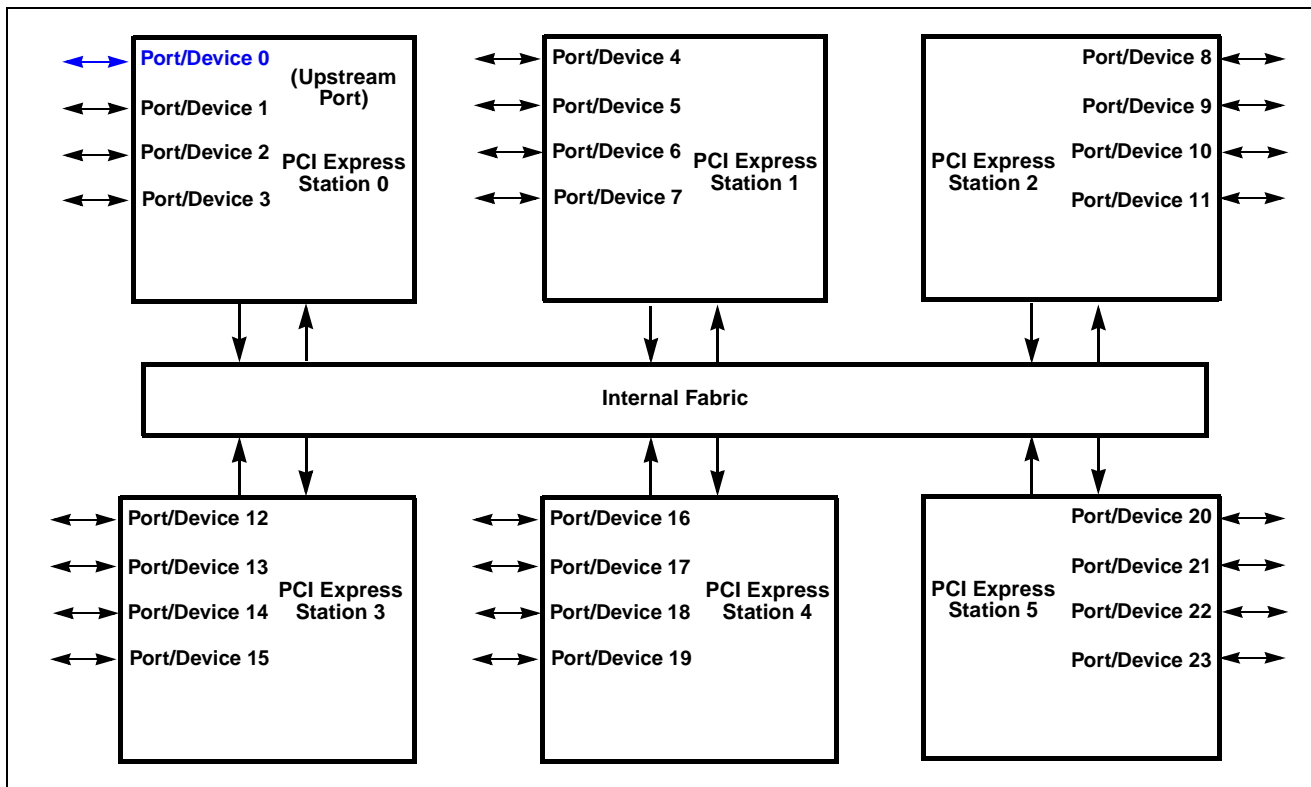 Port/Device 0
(Upstream
Port)
Port/Device 1
Port/Device 2
Port/Device 3
PCI Express
Station 0
Port/Device 4
Port/Device 5
Port/Device 6
Port/Device 7
PCI Express
Station 1
Port/Device 8
Port/Device 9
Port/Device 10
Port/Device 11
PCI Express
Station 2
Internal Fabric
Port/Device 12
Port/Device 13
Port/Device 14
Port/Device 15
PCI Express
Station 3
Port/Device 16
Port/Device 17
Port/Device 18
Port/Device 19
PCI Express
Station 4
Port/Device 20
Port/Device 21
Port/Device 22
Port/Device 23
PCI Express
Station 5